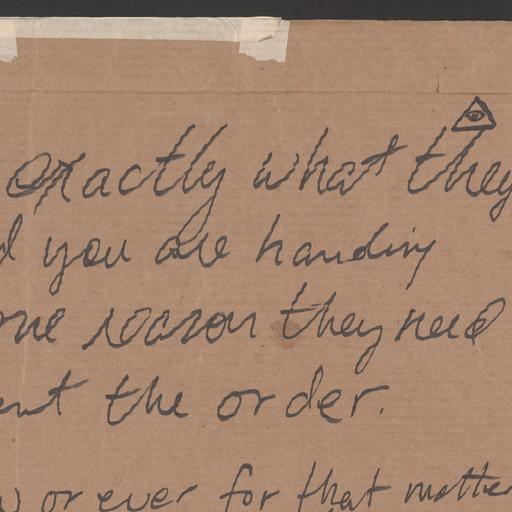 exactly what they
d you are handing
one reason they need
ent the order.
w or ever for that matter